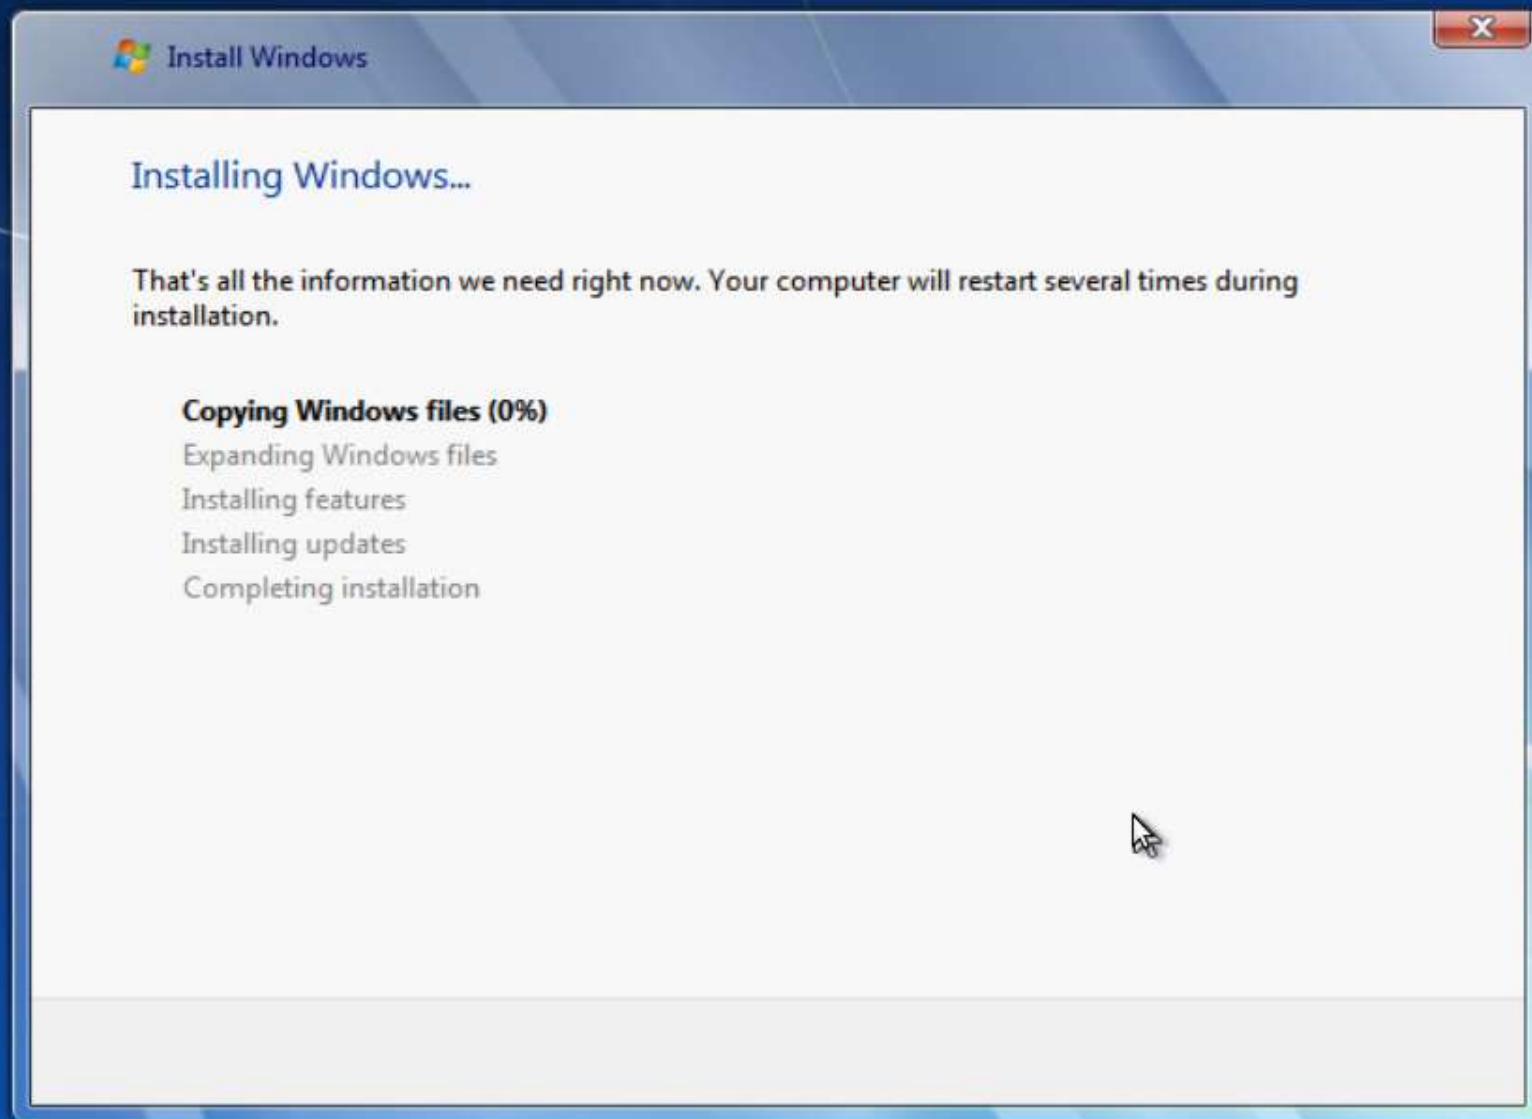 Install Windows
Installing Windows...
That's all the information we need right now. Your computer will restart several times during
installation.
Copying Windows files (0%)
Expanding Windows files
Installing features
Installing updates
Completing installation